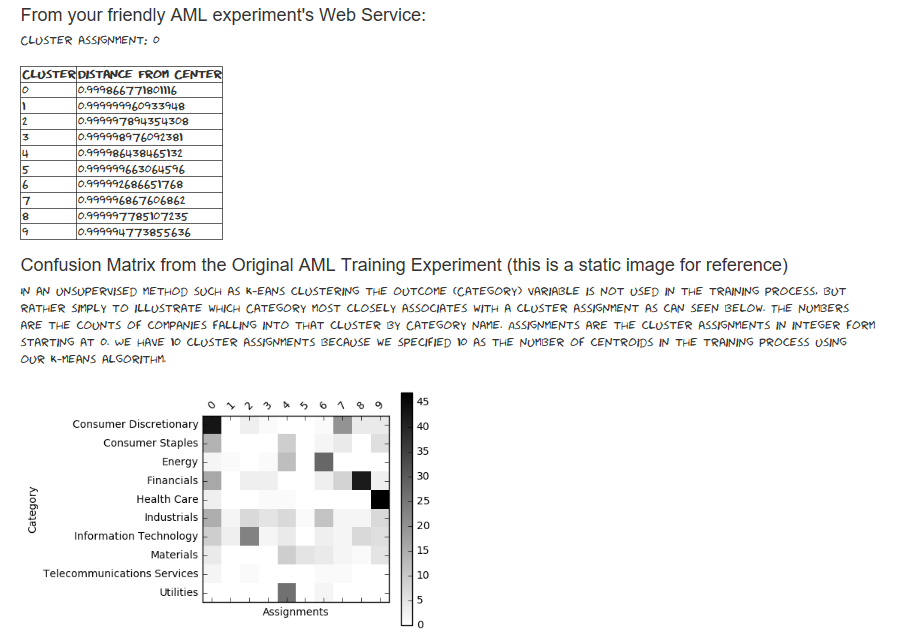 From your friendly AML experiment's Web Service:
CLUSTER ASSIGNMENT: 0
CLUSTER DISTANCE FROM CENTER
0 0.999866771801116
1 0.999999960933948
2 0.999997894354308
3 0.999998976092381
4 0.999986438465132
5 0.999999663064596
6 0.999992686651768
7 0.999996867606862
8 0.999997785107235
9 0.999994773855636
Confusion Matrix from the Original AML Training Experiment (this is a static image for reference)
IN AN UNSUPERVISED METHOD SUCH AS K-EANS CLUSTERING THE OUTCOME (CATEGORY) VARIABLE IS NOT USED IN THE TRAINING PROCESS, BUT
RATHER SIMPLY TO ILLUSTRATE WHICH CATEGORY MOST CLOSELY ASSOCIATES WITH A CLUSTER ASSIGNMENT AS CAN SEEN BELOW. THE NUMBERS
ARE THE COUNTS OF COMPANIES FALLING INTO THAT CLUSTER BY CATEGORY NAME. ASSIGNMENTS ARE THE CLUSTER ASSIGNMENTS IN INTEGER FORM
STARTING AT 0. WE HAVE 10 CLUSTER ASSIGNMENTS BECAUSE WE SPECIFIED 10 AS THE NUMBER OF CENTROIDS IN THE TRAINING PROCESS USING
OUR K-MEANS ALGORITHM.
0 1 2 3 4 5 6 7 8 9
Category
Consumer Discretionary
Consumer Staples
Energy
Financials
Health Care
Industrials
Information Technology
Materials
Telecommunications Services
Utilities
Assignments
45
40
35
30
25
20
15
10
5
0